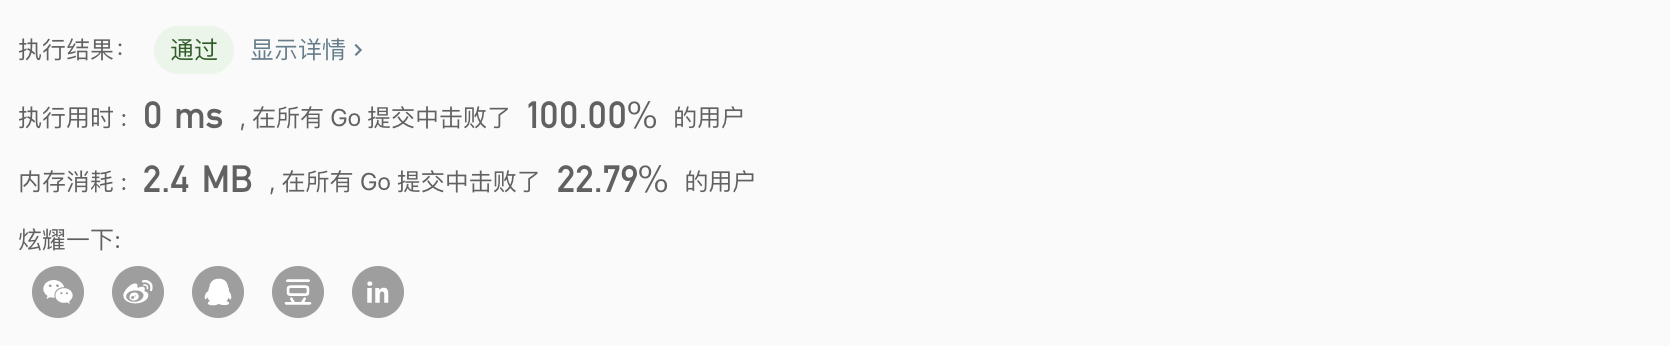 执行结果： 通过 显示详情 >
执行用时 : 0 ms , 在所有 Go 提交中击败了 100.00% 的用户
内存消耗 : 2.4 MB , 在所有 Go 提交中击败了 22.79% 的用户
炫耀一下:
豆 in